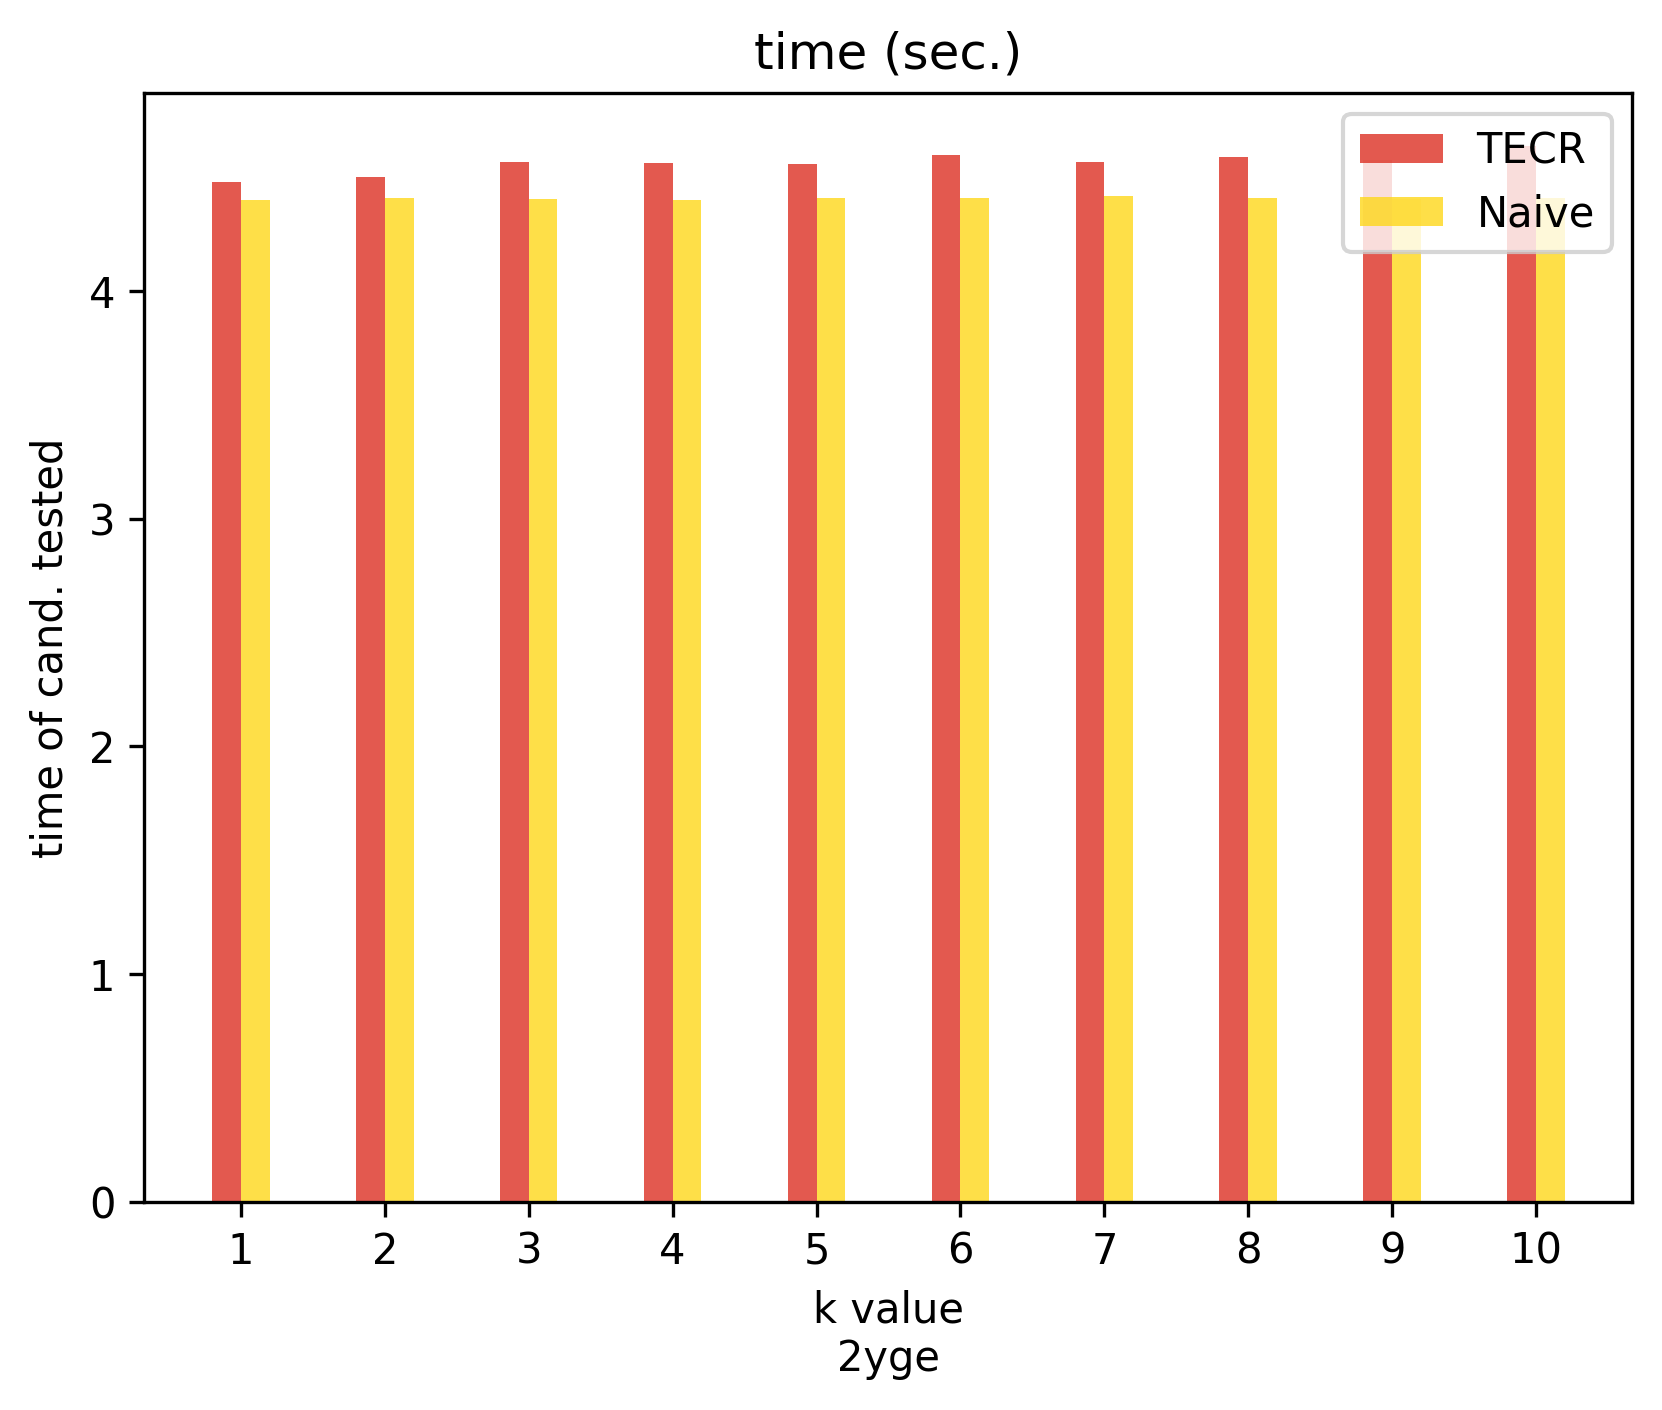 time (sec.)
TECR
Naive
time of cand. tested
4
3
2
1
0
1 2 3 4 5 6 7 8 9 10
k value
2yge